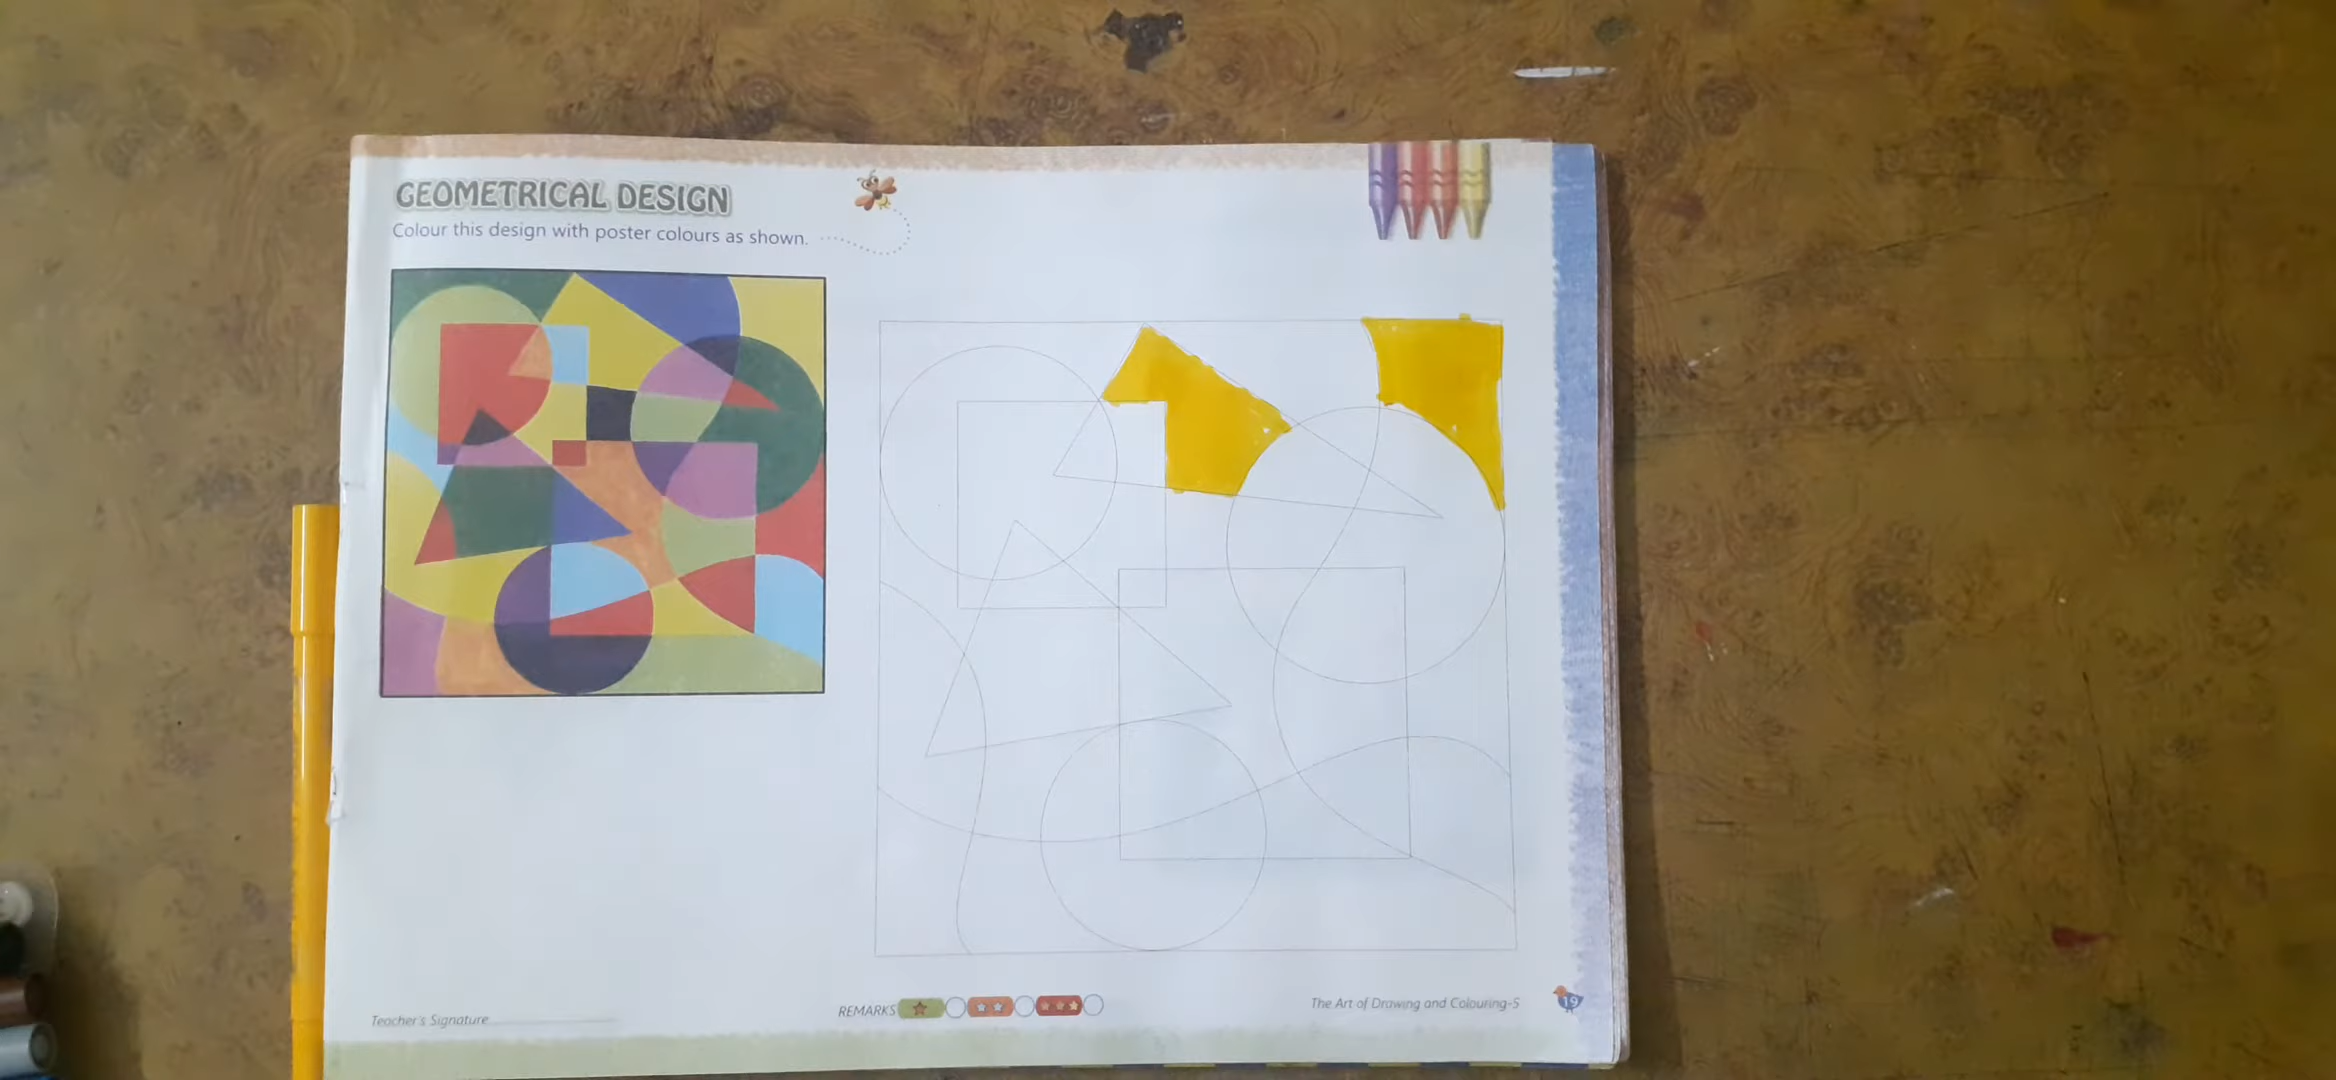 GEOMETRICAL DESIGN
Colour this design with poster colours as shown.
Teacher's Signature
REMARKS
The Art of Drawing and Colouring-5
19